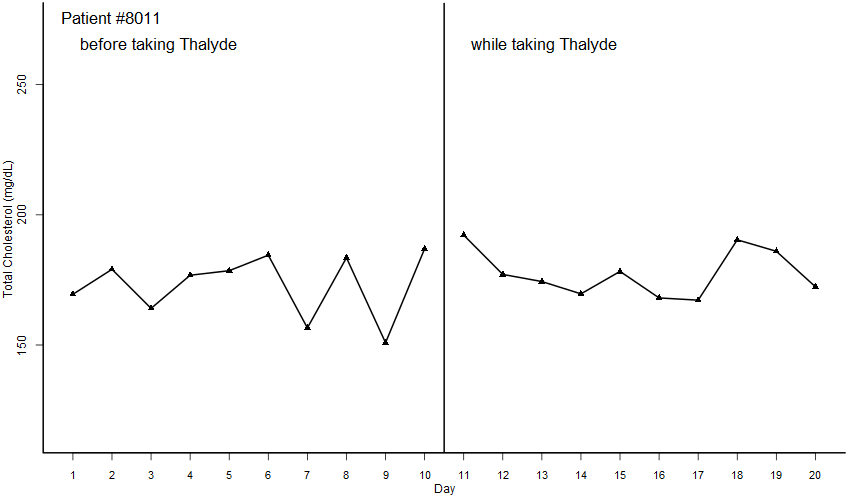 Patient #8011
before taking Thalyde
while taking Thalyde
250
200
150
Total Cholesterol (mg/dL)
1 2 3 4 5 6 7 8 9 10 11 12 13 14 15 16 17 18 19 20
Day